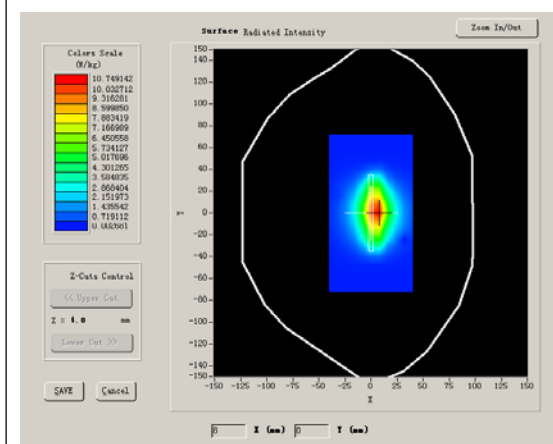 Surface Radiated Intensity
Zoom In/Out
Colors Scale
(W/kg)
10.749142
10.032712
9.316281
8.599850
7.883419
7.166989
6.450558
5.734127
5.017696
4.301265
3.584835
2.868404
2.151973
1.435542
0.719112
0.002681
150
140
120
100
80
60
40
20
0
-20
-40
-60
-80
-100
-120
-140
-150
Y
-150 -125 -100 -75 -50 -25 0 25 50 75 100 125 150
X
Z-Cuts Control
<< Upper Cut
Z = 4.0 mm
Lower Cut >>
SAVE
Cancel
8 X (mm) 0 Y (mm)